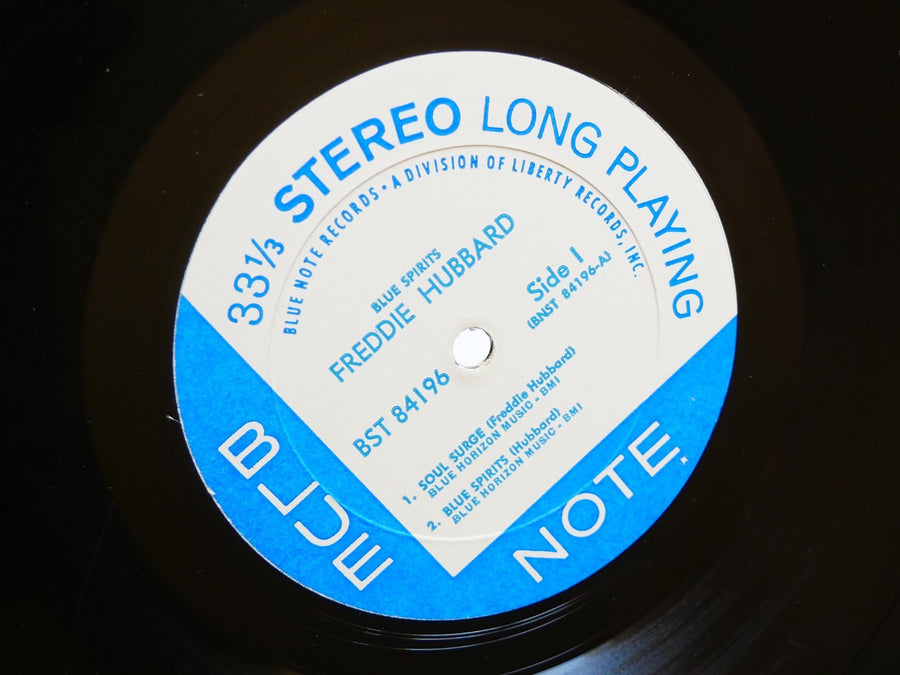 33⅓ STEREO LONG PLAYING
BLUE NOTE RECORDS • A DIVISION OF LIBERTY RECORDS, INC.
BLUE SPIRITS
FREDDIE HUBBARD
Side 1
(BNST 84196-A)
BST 84196
1. SOUL SURGE (Freddie Hubbard)
BLUE HORIZON MUSIC - BMI
2. BLUE SPIRITS (Hubbard)
BLUE HORIZON MUSIC - BMI
BLUE NOTE